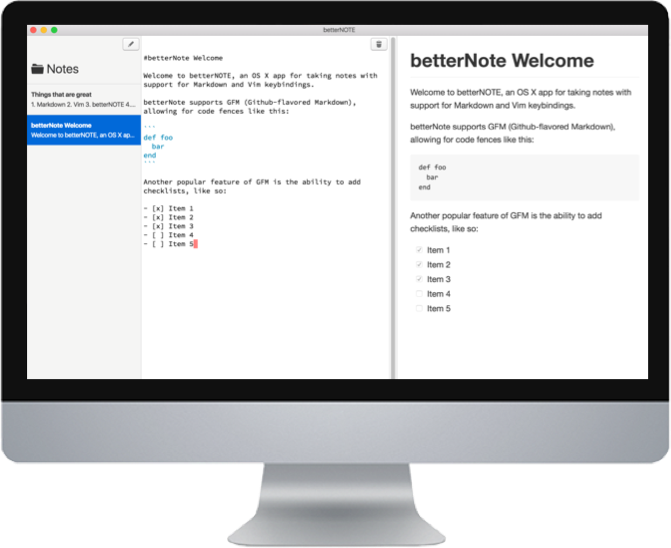 betterNOTE
Notes
Things that are great
1. Markdown 2. Vim 3. betterNOTE 4....
betterNote Welcome
Welcome to betterNOTE, an OS X ap...
#betterNote Welcome
Welcome to betterNOTE, an OS X app for taking notes with
support for Markdown and Vim keybindings.
betterNote supports GFM (Github-flavored Markdown),
allowing for code fences like this:
```
def foo
  bar
end
```
Another popular feature of GFM is the ability to add
checklists, like so:
- [x] Item 1
- [x] Item 2
- [x] Item 3
- [ ] Item 4
- [ ] Item 5
betterNote Welcome
Welcome to betterNOTE, an OS X app for taking notes with
support for Markdown and Vim keybindings.
betterNote supports GFM (Github-flavored Markdown),
allowing for code fences like this:
def foo
  bar
end
Another popular feature of GFM is the ability to add
checklists, like so:
Item 1
Item 2
Item 3
Item 4
Item 5